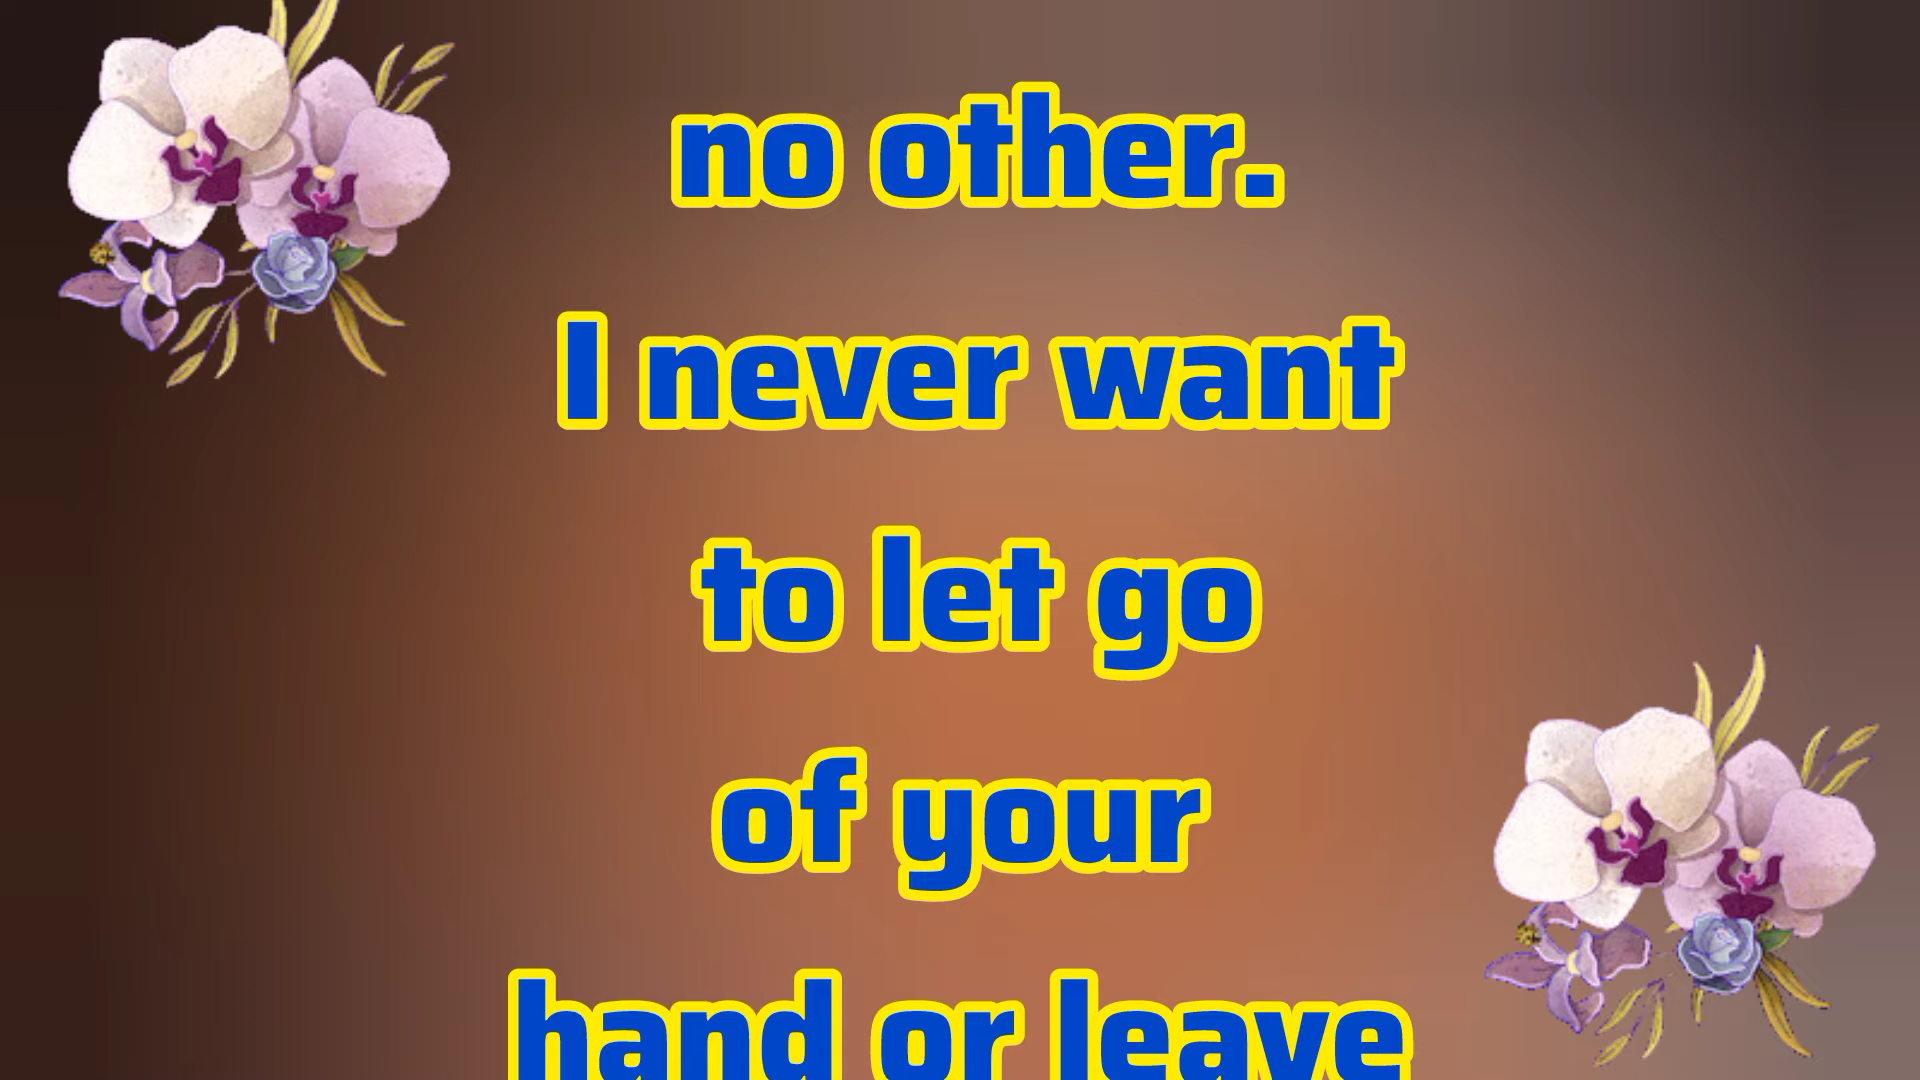 no other.
I never want
to let go
of your
hand or leave